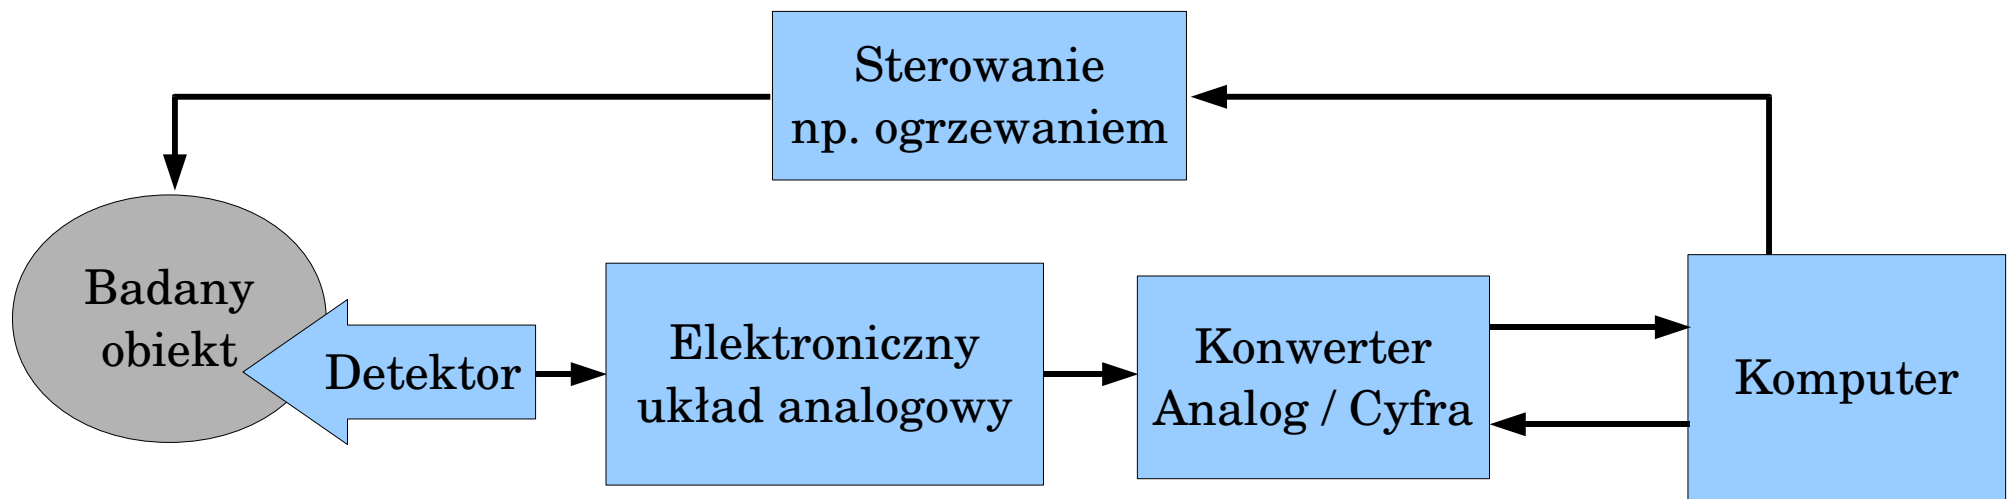 Sterowanie
np. ogrzewaniem
Badany
obiekt
Detektor
Elektroniczny
układ analogowy
Konwerter
Analog / Cyfra
Komputer